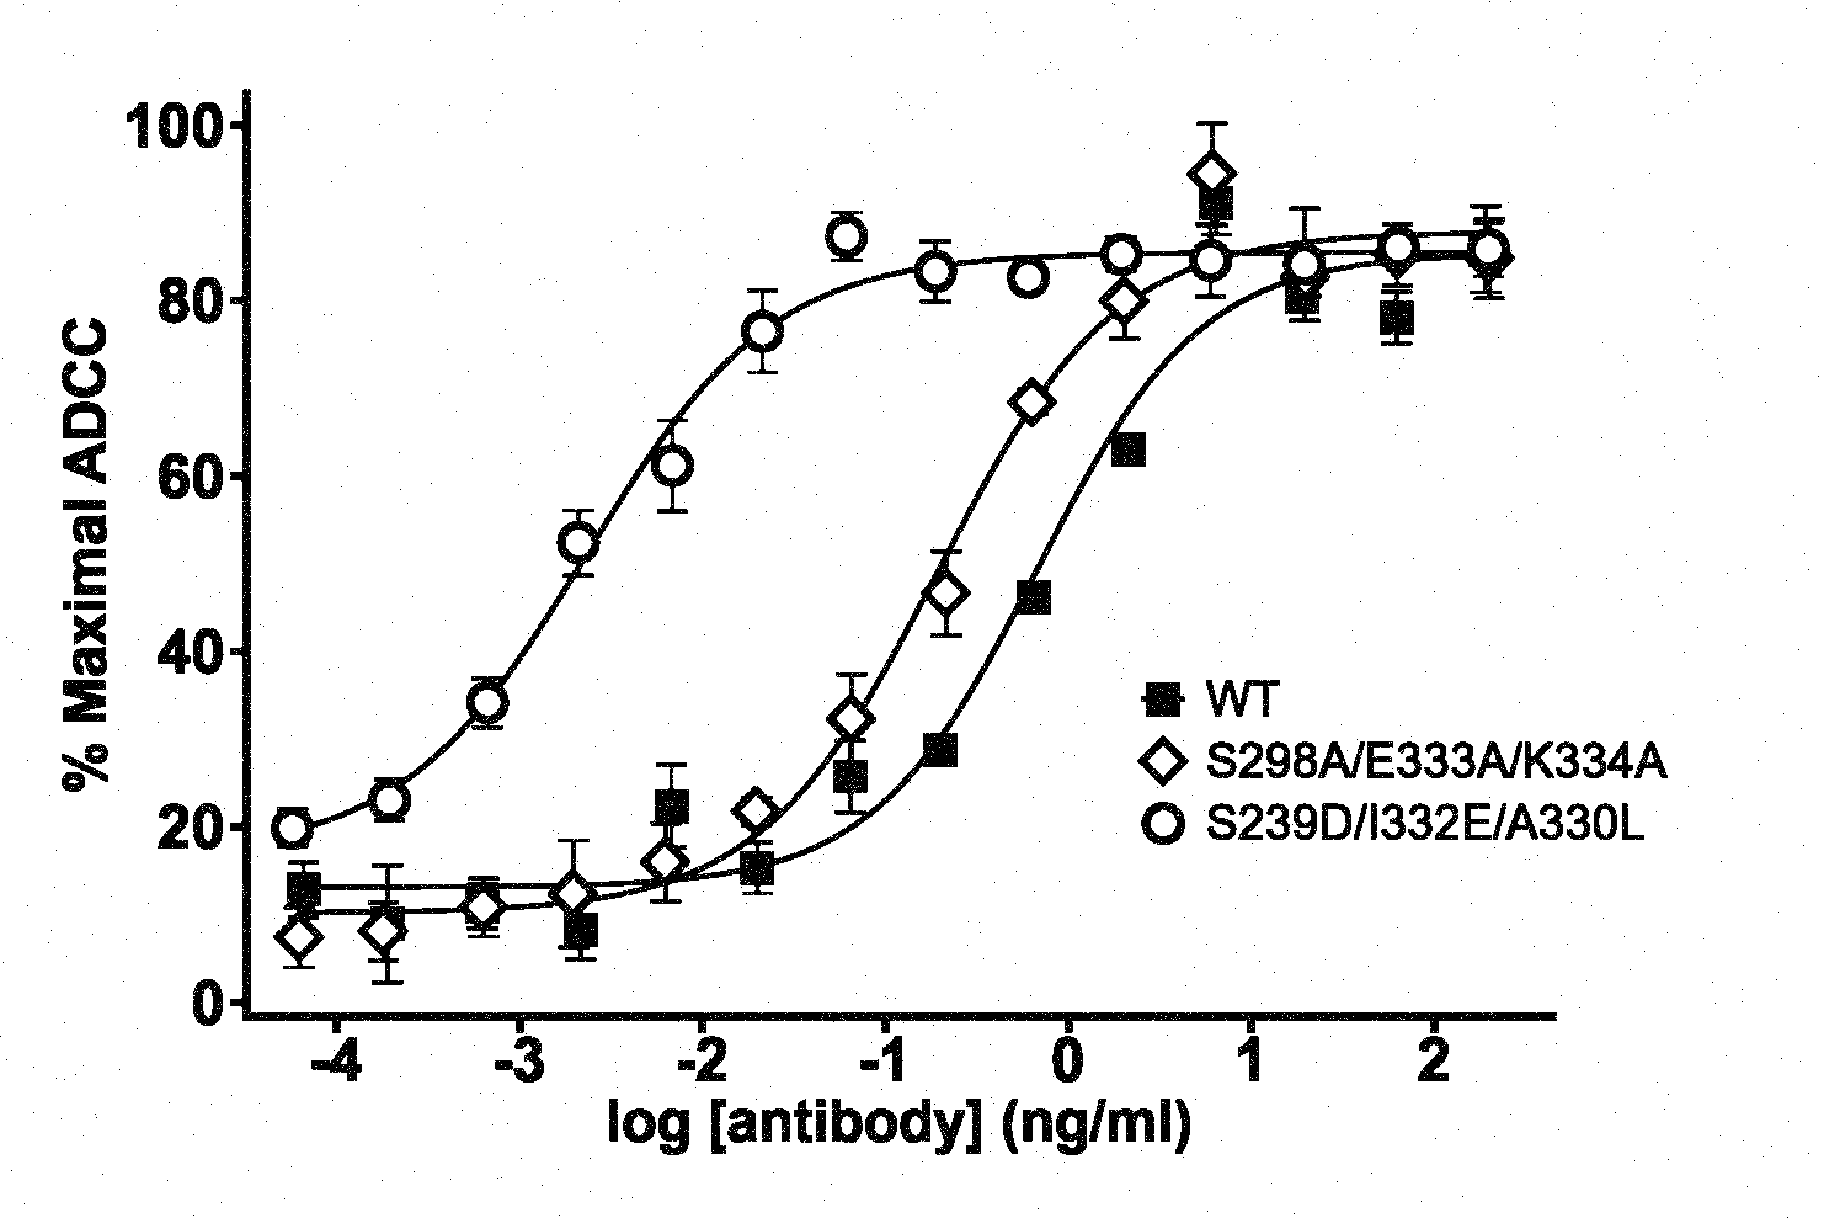 100
80
60
40
20
0
% Maximal ADCC
WT
S298A/E333A/K334A
S239D/I332E/A330L
-4 -3 -2 -1 0 1 2
log [antibody] (ng/ml)